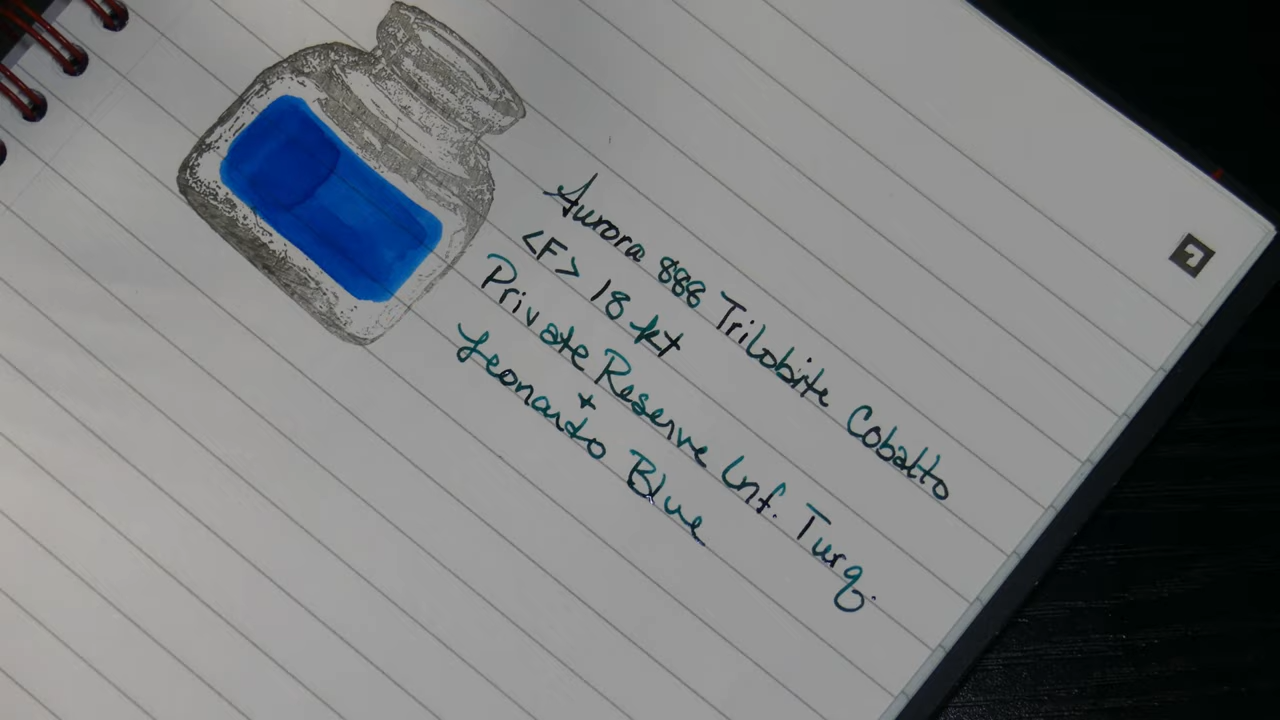 Aurora 888 Trilobite Cobalto
<F> 18 kt
Private Reserve Inf. Turq.
+
Leonardo Blue